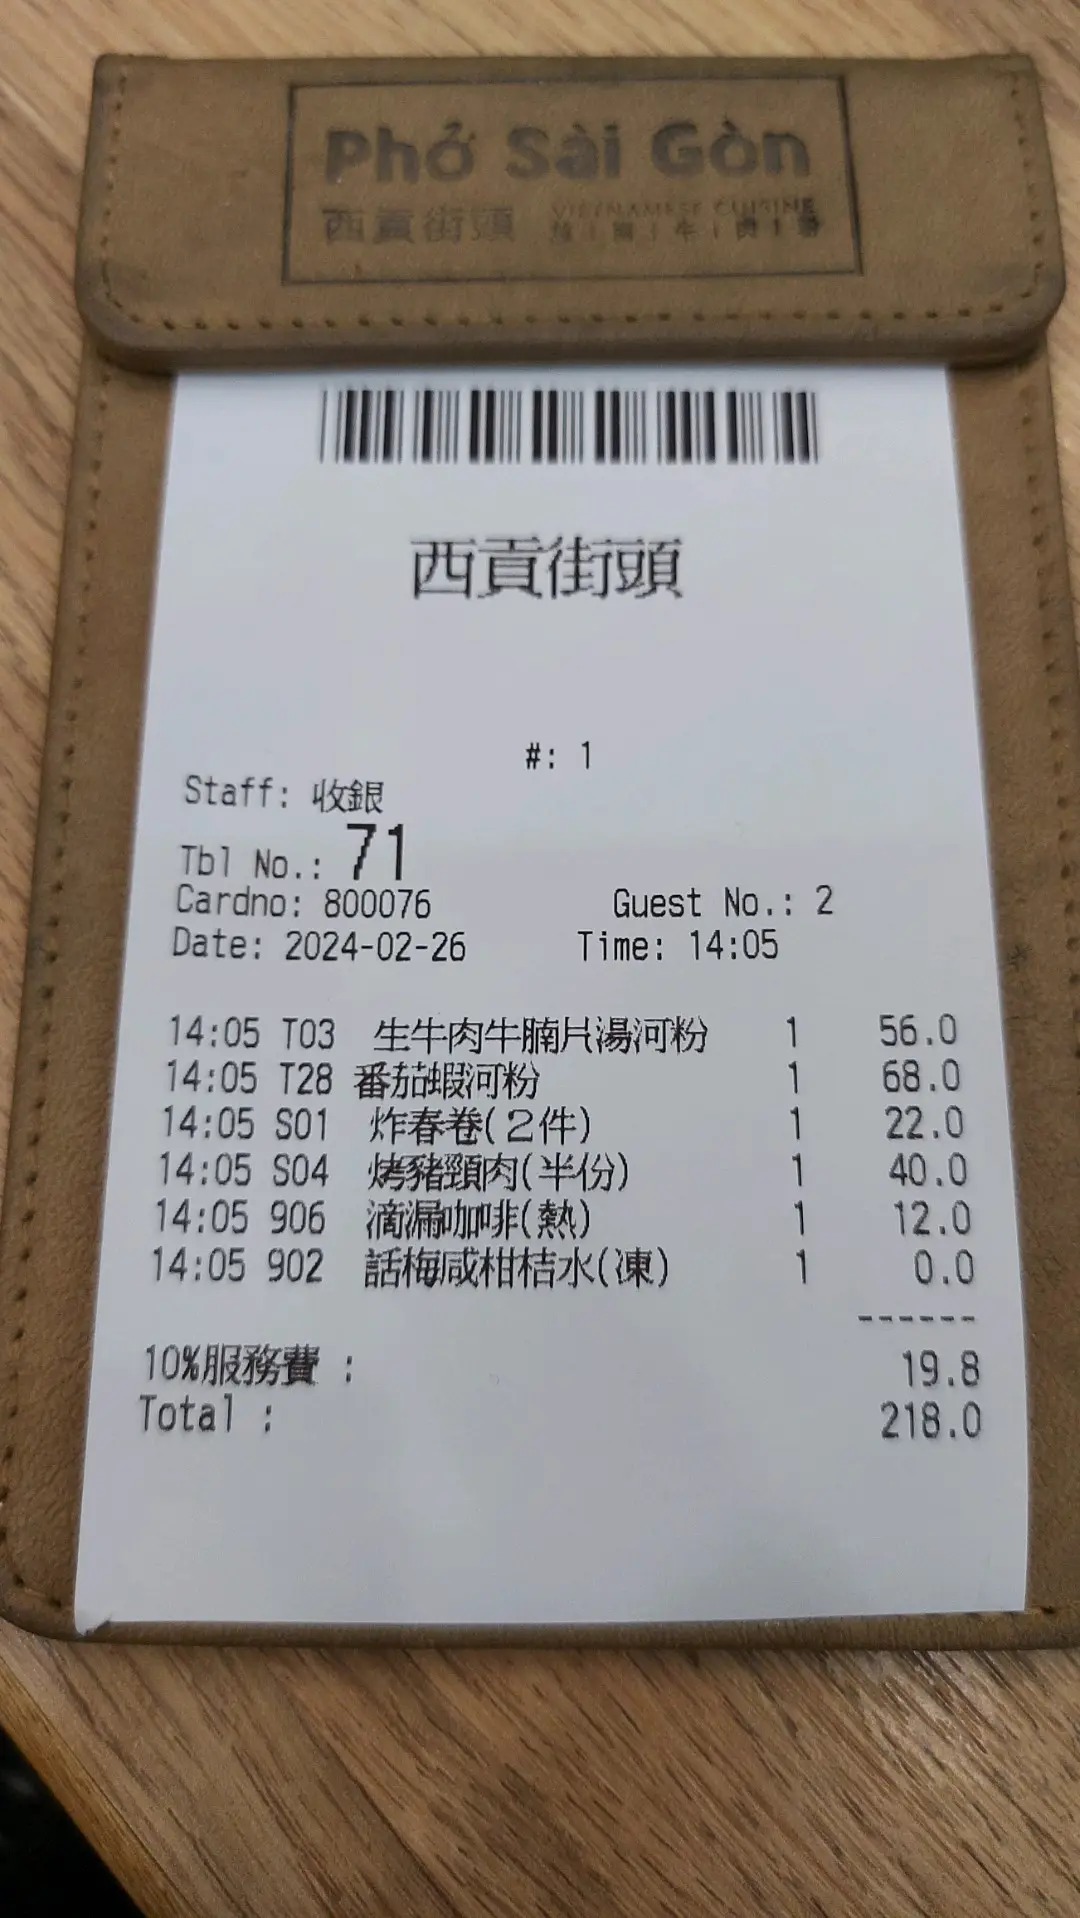 Phở Sài Gòn
西貢街頭
VIETNAMESE CUISINE
西貢街頭
#: 1
Staff: 收銀
Tbl No.: 71
Cardno: 800076 Guest No.: 2
Date: 2024-02-26 Time: 14:05
14:05 T03 生牛肉牛腩片湯河粉 1 56.0
14:05 T28 番茄蝦河粉 1 68.0
14:05 S01 炸春卷(2件) 1 22.0
14:05 S04 烤豬頸肉(半份) 1 40.0
14:05 906 滴漏咖啡(熱) 1 12.0
14:05 902 話梅咸柑桔水(凍) 1 0.0
------
10%服務費 : 19.8
Total : 218.0